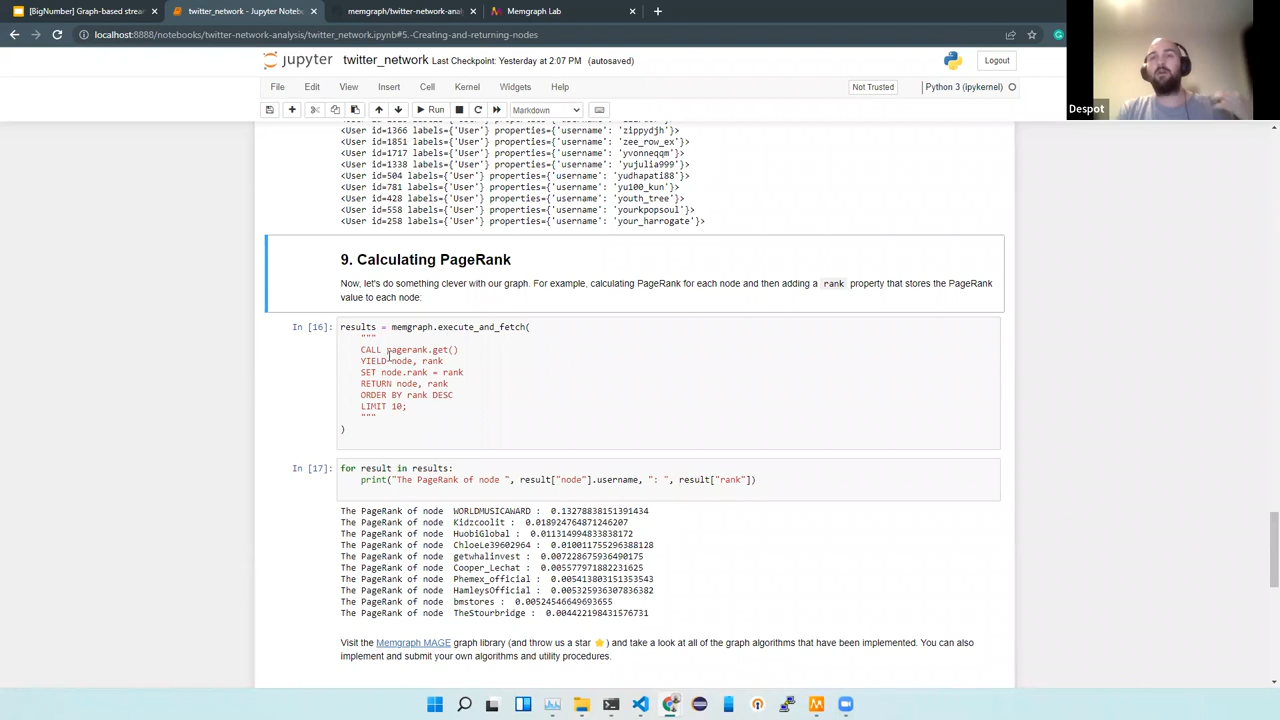 [BigNumber] Graph-based strea
twitter_network - Jupyter Notebo
memgraph/twitter-network-anal
Memgraph Lab
localhost:8888/notebooks/twitter-network-analysis/twitter_network.ipynb#5.-Creating-and-returning-nodes
jupyter twitter_network Last Checkpoint: Yesterday at 2:07 PM (autosaved)
Logout
File Edit View Insert Cell Kernel Widgets Help
Not Trusted
Python 3 (ipykernel)
Run
Markdown
Despot
<User id=1366 labels={'User'} properties={'username': 'zippydjh'}>
<User id=1851 labels={'User'} properties={'username': 'zee_row_ex'}>
<User id=1717 labels={'User'} properties={'username': 'yvonneqqm'}>
<User id=1338 labels={'User'} properties={'username': 'yujulia999'}>
<User id=504 labels={'User'} properties={'username': 'yudhapati88'}>
<User id=781 labels={'User'} properties={'username': 'yu100_kun'}>
<User id=428 labels={'User'} properties={'username': 'youth_tree'}>
<User id=558 labels={'User'} properties={'username': 'yourkpopsoul'}>
<User id=258 labels={'User'} properties={'username': 'your_harrogate'}>
9. Calculating PageRank
Now, let's do something clever with our graph. For example, calculating PageRank for each node and then adding a rank property that stores the PageRank
value to each node:
In [16]: results = memgraph.execute_and_fetch(
"""
CALL pagerank.get()
YIELD node, rank
SET node.rank = rank
RETURN node, rank
ORDER BY rank DESC
LIMIT 10;
"""
)
In [17]: for result in results:
print("The PageRank of node ", result["node"].username, ": ", result["rank"])
The PageRank of node WORLDMUSICAWARD : 0.13278838151391434
The PageRank of node Kidzcoolit : 0.018924764871246207
The PageRank of node HuobiGlobal : 0.011314994833838172
The PageRank of node ChloeLe39602964 : 0.010011755296388128
The PageRank of node getwhalinvest : 0.007228675936490175
The PageRank of node Cooper_Lechat : 0.005577971882231625
The PageRank of node Phemex_official : 0.005413803151353543
The PageRank of node HamleysOfficial : 0.005325936307836382
The PageRank of node bmstores : 0.00524546649693655
The PageRank of node TheStourbridge : 0.004422198431576731
Visit the Memgraph MAGE graph library (and throw us a star ⭐) and take a look at all of the graph algorithms that have been implemented. You can also
implement and submit your own algorithms and utility procedures.